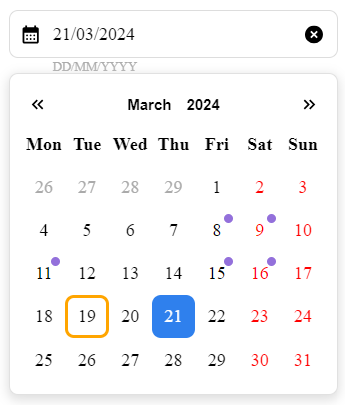 21/03/2024
DD/MM/YYYY
March 2024
Mon Tue Wed Thu Fri Sat Sun
26 27 28 29 1 2 3
4 5 6 7 8 9 10
11 12 13 14 15 16 17
18 19 20 21 22 23 24
25 26 27 28 29 30 31